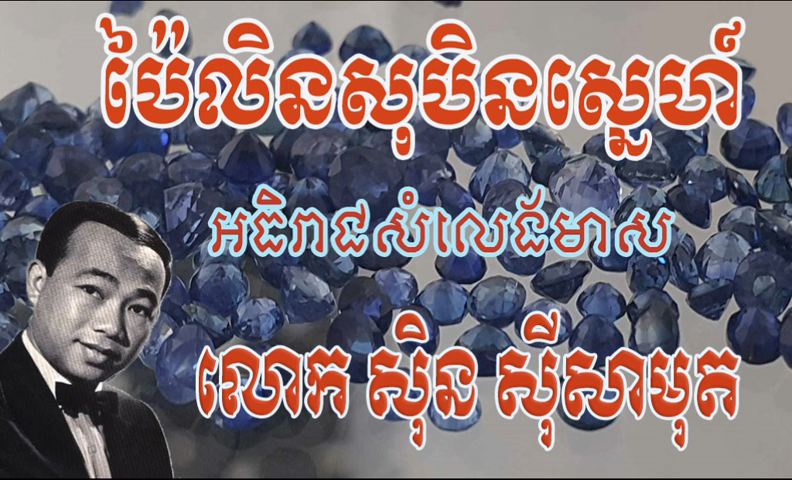 ប៉ៃលិនសុបិនស្នេហ៍
អធិរាជសំលេងមាស
លោក ស៊ិន ស៊ីសាមុត